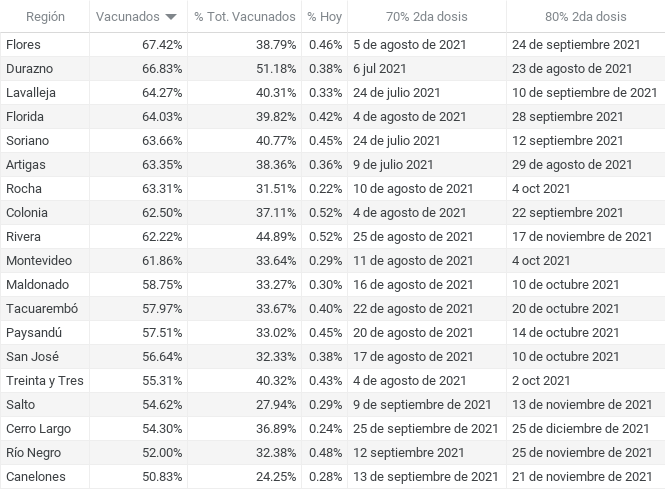 Región Vacunados % Tot. Vacunados % Hoy 70% 2da dosis 80% 2da dosis
Flores 67.42% 38.79% 0.46% 5 de agosto de 2021 24 de septiembre 2021
Durazno 66.83% 51.18% 0.38% 6 jul 2021 23 de agosto de 2021
Lavalleja 64.27% 40.31% 0.33% 24 de julio 2021 10 de septiembre de 2021
Florida 64.03% 39.82% 0.42% 4 de agosto de 2021 28 septiembre 2021
Soriano 63.66% 40.77% 0.45% 24 de julio 2021 12 septiembre 2021
Artigas 63.35% 38.36% 0.36% 9 de julio 2021 29 de agosto de 2021
Rocha 63.31% 31.51% 0.22% 10 de agosto de 2021 4 oct 2021
Colonia 62.50% 37.11% 0.52% 4 de agosto de 2021 22 septiembre 2021
Rivera 62.22% 44.89% 0.52% 25 de agosto de 2021 17 de noviembre de 2021
Montevideo 61.86% 33.64% 0.29% 11 de agosto de 2021 4 oct 2021
Maldonado 58.75% 33.27% 0.30% 16 de agosto de 2021 10 de octubre 2021
Tacuarembó 57.97% 33.67% 0.40% 22 de agosto de 2021 20 de octubre 2021
Paysandú 57.51% 33.02% 0.45% 20 de agosto de 2021 14 de octubre 2021
San José 56.64% 32.33% 0.38% 17 de agosto de 2021 10 de octubre 2021
Treinta y Tres 55.31% 40.32% 0.43% 4 de agosto de 2021 2 oct 2021
Salto 54.62% 27.94% 0.29% 9 de septiembre de 2021 13 de noviembre de 2021
Cerro Largo 54.30% 36.89% 0.24% 25 de septiembre de 2021 25 de diciembre de 2021
Río Negro 52.00% 32.38% 0.48% 12 septiembre 2021 25 de noviembre de 2021
Canelones 50.83% 24.25% 0.28% 13 de septiembre de 2021 21 de noviembre de 2021